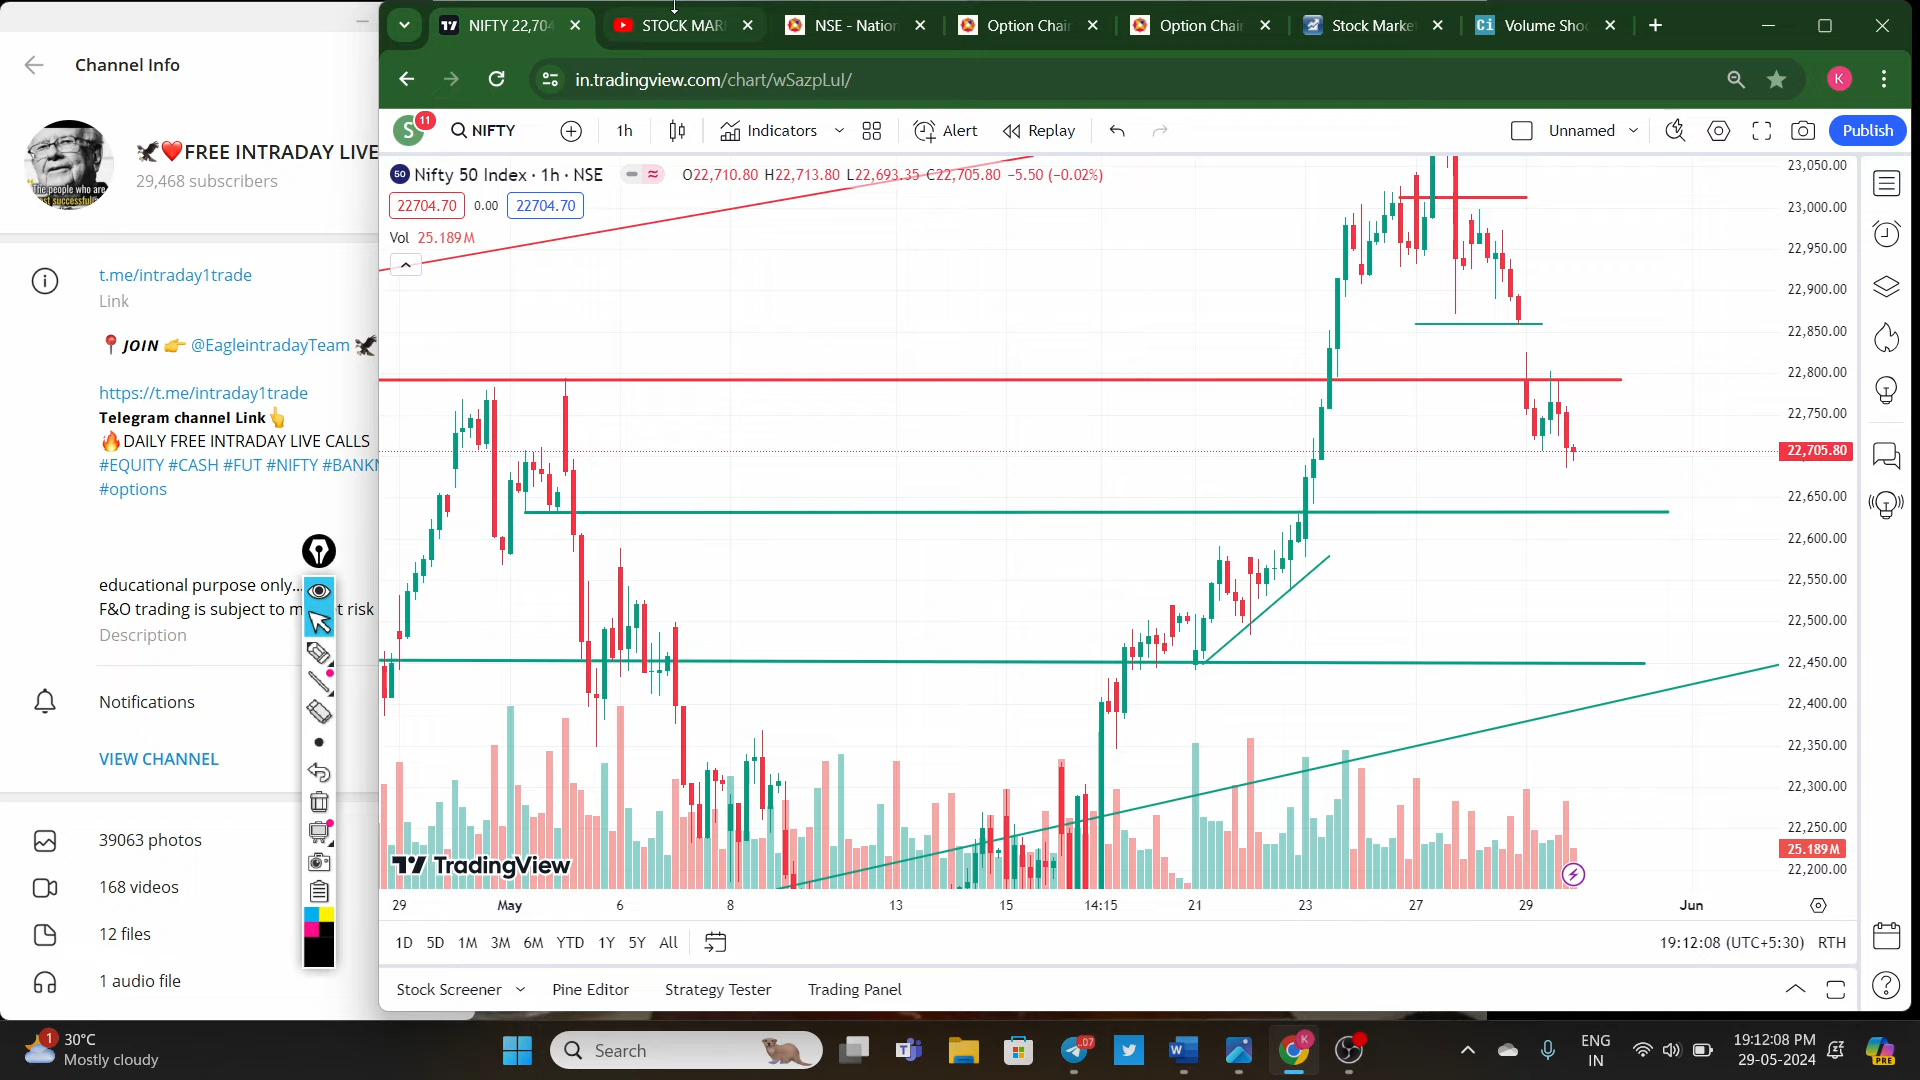 NIFTY 22,704
STOCK MAR
NSE - Nation
Option Chai
Option Chai
Stock Marke
Ci
Volume Shoc
in.tradingview.com/chart/wSazpLuI/
K
Channel Info
FREE INTRADAY LIVE
29,468 subscribers
t.me/intraday1trade
Link
JOIN @EagleintradayTeam
https://t.me/intraday1trade
Telegram channel Link
DAILY FREE INTRADAY LIVE CALLS
#EQUITY #CASH #FUT #NIFTY #BANKN
#options
educational purpose only...
F&O trading is subject to m t risk
Description
Notifications
VIEW CHANNEL
39063 photos
168 videos
12 files
1 audio file
S 11
NIFTY
1h
Indicators
Alert
Replay
Unnamed
Publish
50 Nifty 50 Index · 1h · NSE
O22,710.80 H22,713.80 L22,693.35 C22,705.80 −5.50 (−0.02%)
22704.70 0.00 22704.70
Vol 25.189M
23,050.00
23,000.00
22,950.00
22,900.00
22,850.00
22,800.00
22,750.00
22,705.80
22,650.00
22,600.00
22,550.00
22,500.00
22,450.00
22,400.00
22,350.00
22,300.00
22,250.00
25.189M
22,200.00
TradingView
29 May 6 8 13 15 14:15 21 23 27 29 Jun
1D 5D 1M 3M 6M YTD 1Y 5Y All
19:12:08 (UTC+5:30) RTH
Stock Screener Pine Editor Strategy Tester Trading Panel
1
30°C
Mostly cloudy
Search
ENG
IN
19:12:08 PM
29-05-2024
PRE